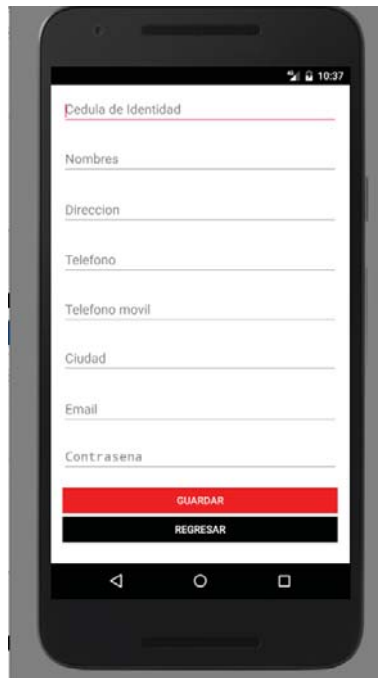 10:37
Cedula de Identidad
Nombres
Direccion
Telefono
Telefono movil
Ciudad
Email
Contrasena
GUARDAR
REGRESAR